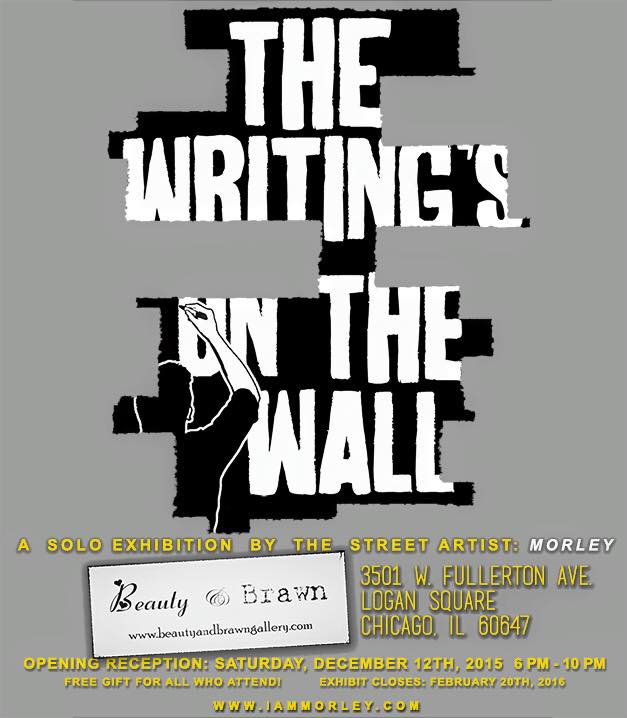 THE
WRITING'S
ON THE
WALL
A SOLO EXHIBITION BY THE STREET ARTIST: MORLEY
Beauty & Brawn
www.beautyandbrawngallery.com
3501 W. FULLERTON AVE.
LOGAN SQUARE
CHICAGO, IL 60647
OPENING RECEPTION: SATURDAY, DECEMBER 12TH, 2015 6 PM - 10 PM
FREE GIFT FOR ALL WHO ATTEND! EXHIBIT CLOSES: FEBRUARY 20TH, 2016
WWW.IAMMORLEY.COM